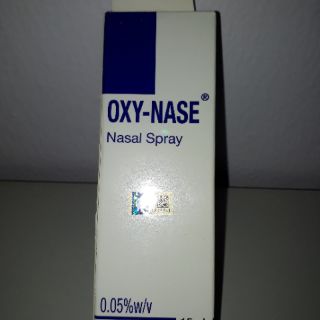 OXY-NASE®
Nasal Spray
0.05%w/v